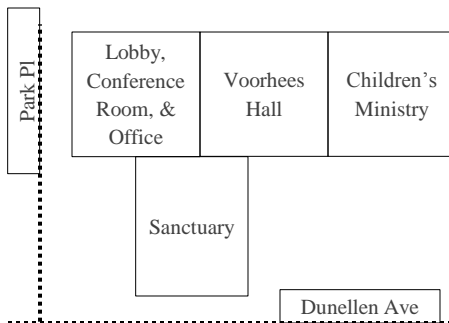 Park Pl
Lobby,
Conference
Room, &
Office
Voorhees
Hall
Children’s
Ministry
Sanctuary
Dunellen Ave